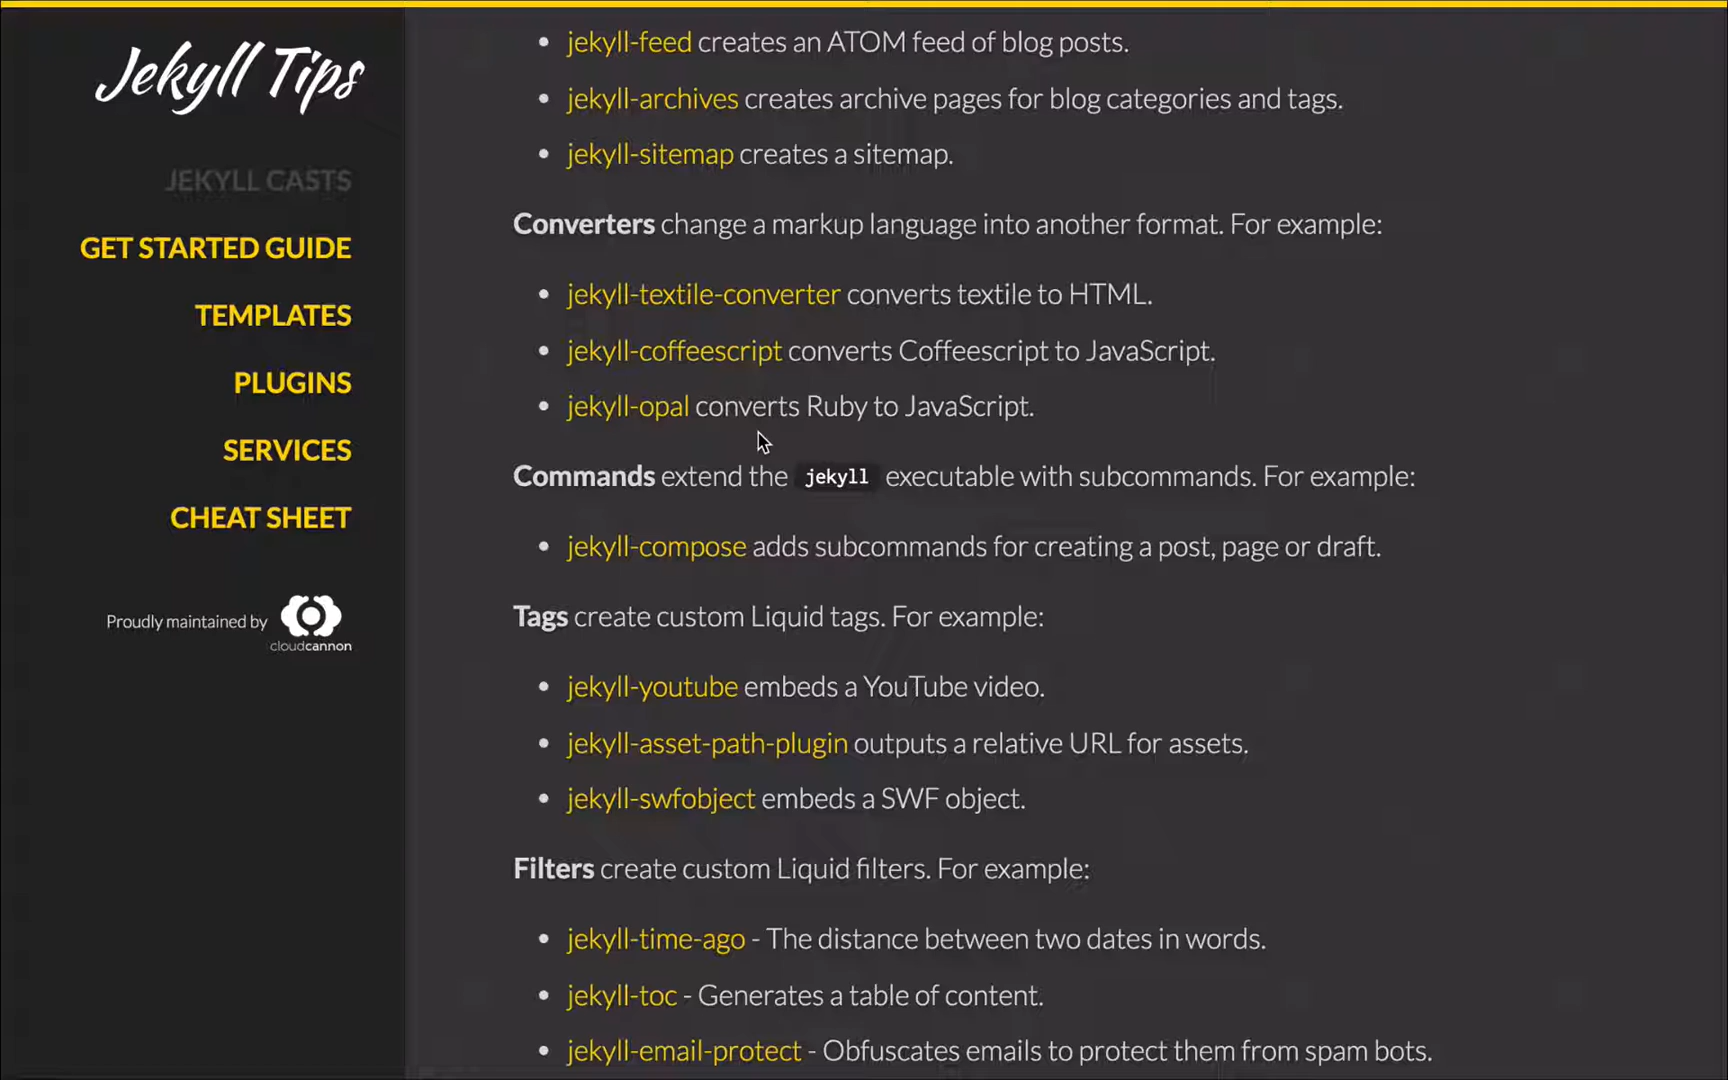 Jekyll Tips
JEKYLL CASTS
GET STARTED GUIDE
TEMPLATES
PLUGINS
SERVICES
CHEAT SHEET
Proudly maintained by
cloudcannon
jekyll-feed creates an ATOM feed of blog posts.
jekyll-archives creates archive pages for blog categories and tags.
jekyll-sitemap creates a sitemap.
Converters change a markup language into another format. For example:
jekyll-textile-converter converts textile to HTML.
jekyll-coffeescript converts Coffeescript to JavaScript.
jekyll-opal converts Ruby to JavaScript.
Commands extend the jekyll executable with subcommands. For example:
jekyll-compose adds subcommands for creating a post, page or draft.
Tags create custom Liquid tags. For example:
jekyll-youtube embeds a YouTube video.
jekyll-asset-path-plugin outputs a relative URL for assets.
jekyll-swfobject embeds a SWF object.
Filters create custom Liquid filters. For example:
jekyll-time-ago - The distance between two dates in words.
jekyll-toc - Generates a table of content.
jekyll-email-protect - Obfuscates emails to protect them from spam bots.